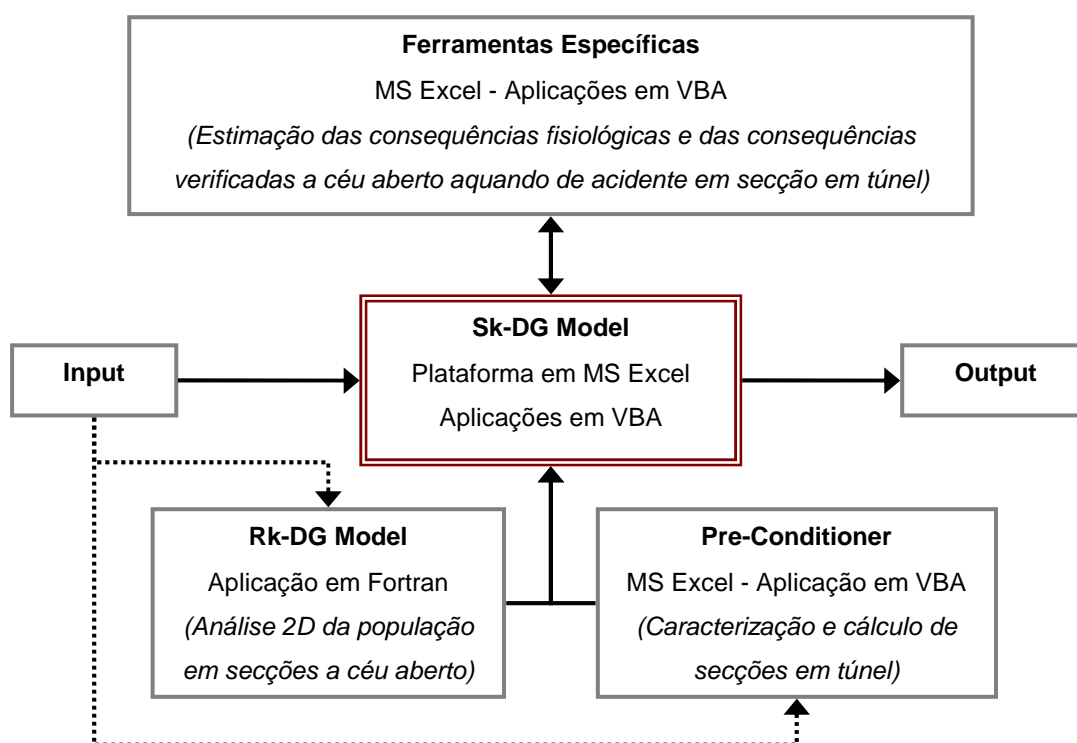 Ferramentas Específicas
MS Excel - Aplicações em VBA
(Estimação das consequências fisiológicas e das consequências
verificadas a céu aberto aquando de acidente em secção em túnel)
Sk-DG Model
Plataforma em MS Excel
Aplicações em VBA
Input
Output
Rk-DG Model
Aplicação em Fortran
(Análise 2D da população
em secções a céu aberto)
Pre-Conditioner
MS Excel - Aplicação em VBA
(Caracterização e cálculo de
secções em túnel)